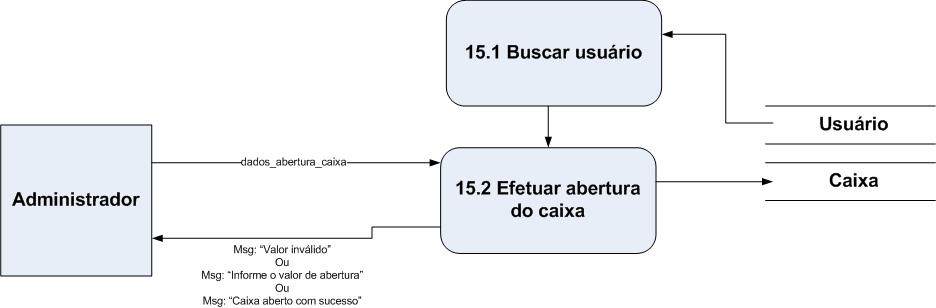 15.1 Buscar usuário
Usuário
dados_abertura_caixa
Administrador
15.2 Efetuar abertura
do caixa
Caixa
Msg: “Valor inválido”
Ou
Msg: “Informe o valor de abertura”
Ou
Msg: “Caixa aberto com sucesso”